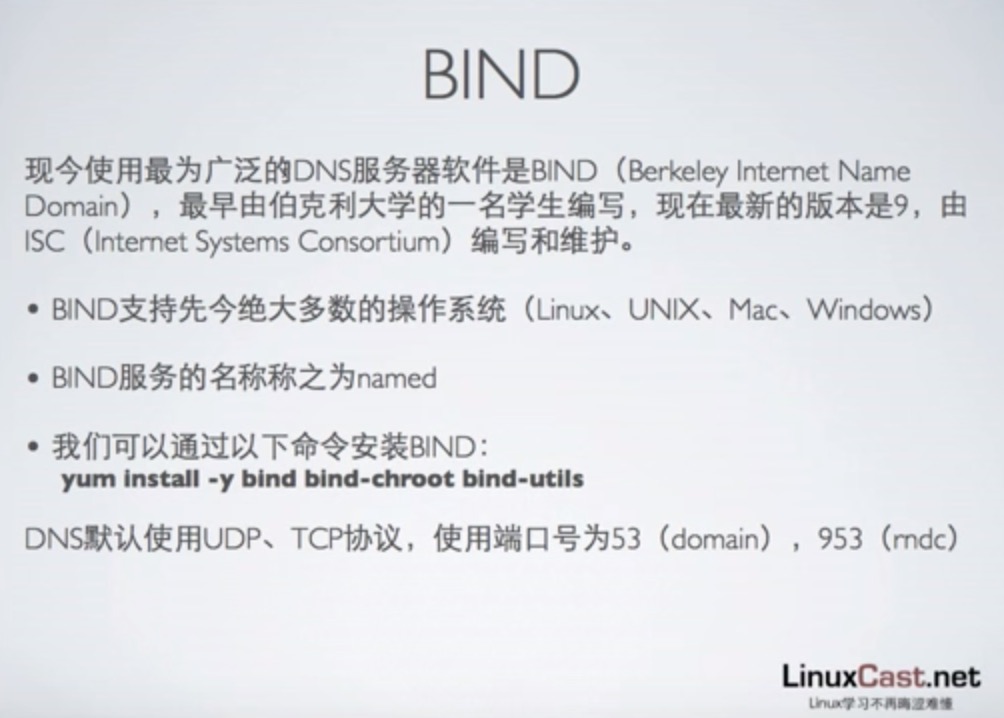 BIND
现今使用最为广泛的DNS服务器软件是BIND（Berkeley Internet Name
Domain），最早由伯克利大学的一名学生编写，现在最新的版本是9，由
ISC（Internet Systems Consortium）编写和维护。
• BIND支持先今绝大多数的操作系统（Linux、UNIX、Mac、Windows）
• BIND服务的名称称之为named
• 我们可以通过以下命令安装BIND：
yum install -y bind bind-chroot bind-utils
DNS默认使用UDP、TCP协议，使用端口号为53（domain），953（rndc）
LinuxCast.net
Linux学习不再晦涩难懂